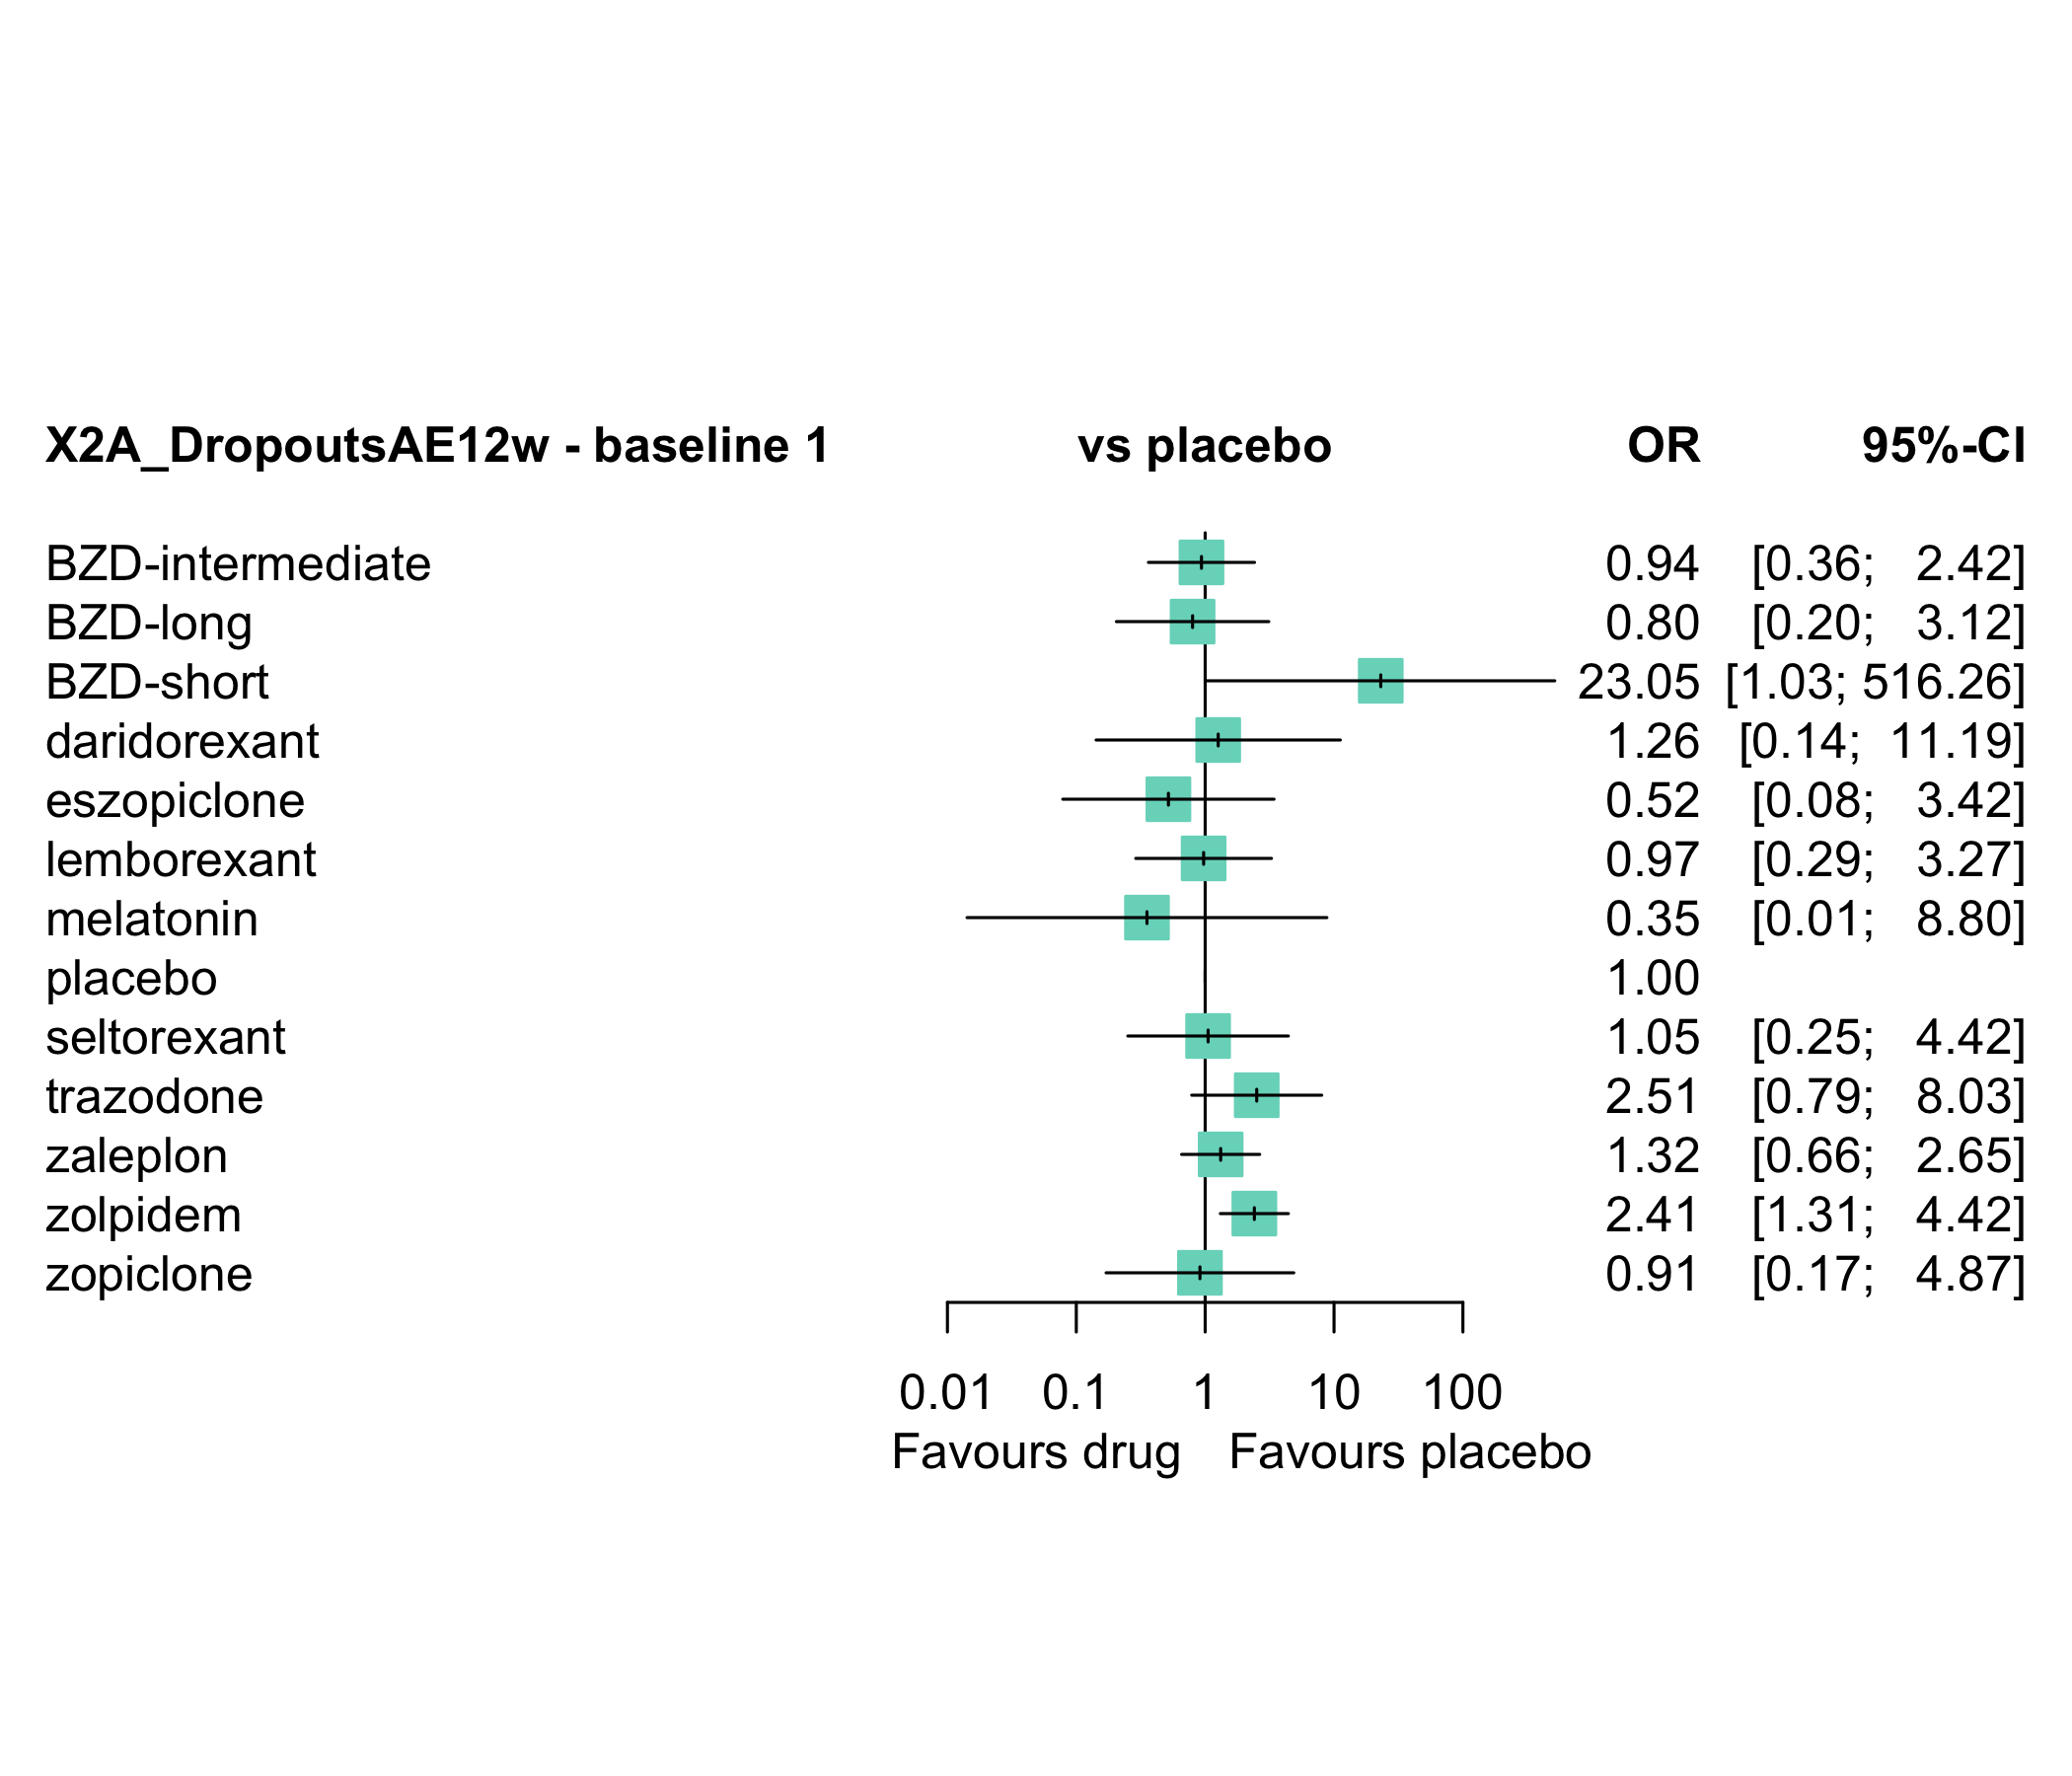 X2A_DropoutsAE12w - baseline 1 vs placebo OR 95%-CI
BZD-intermediate 0.94 [0.36; 2.42]
BZD-long 0.80 [0.20; 3.12]
BZD-short 23.05 [1.03; 516.26]
daridorexant 1.26 [0.14; 11.19]
eszopiclone 0.52 [0.08; 3.42]
lemborexant 0.97 [0.29; 3.27]
melatonin 0.35 [0.01; 8.80]
placebo 1.00
seltorexant 1.05 [0.25; 4.42]
trazodone 2.51 [0.79; 8.03]
zaleplon 1.32 [0.66; 2.65]
zolpidem 2.41 [1.31; 4.42]
zopiclone 0.91 [0.17; 4.87]
0.01 0.1 1 10 100
Favours drug Favours placebo